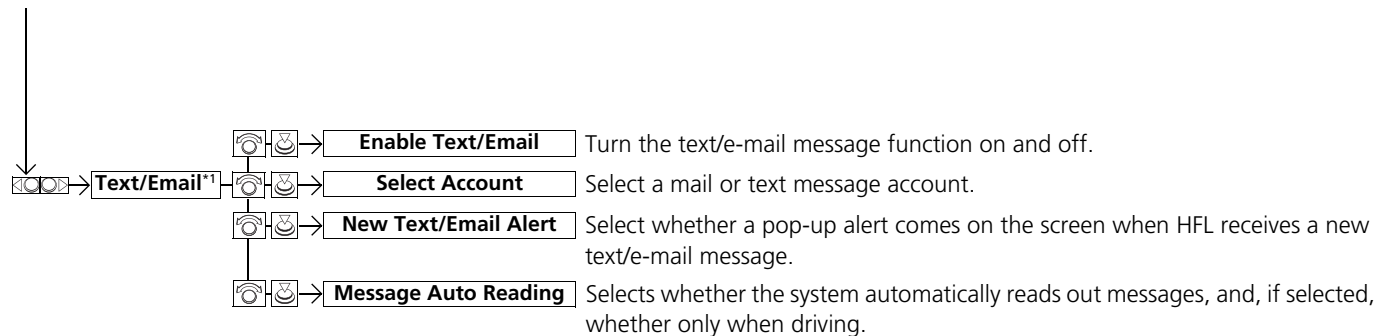 Enable Text/Email Turn the text/e-mail message function on and off.
Text/Email*1 Select Account Select a mail or text message account.
New Text/Email Alert Select whether a pop-up alert comes on the screen when HFL receives a new
text/e-mail message.
Message Auto Reading Selects whether the system automatically reads out messages, and, if selected,
whether only when driving.